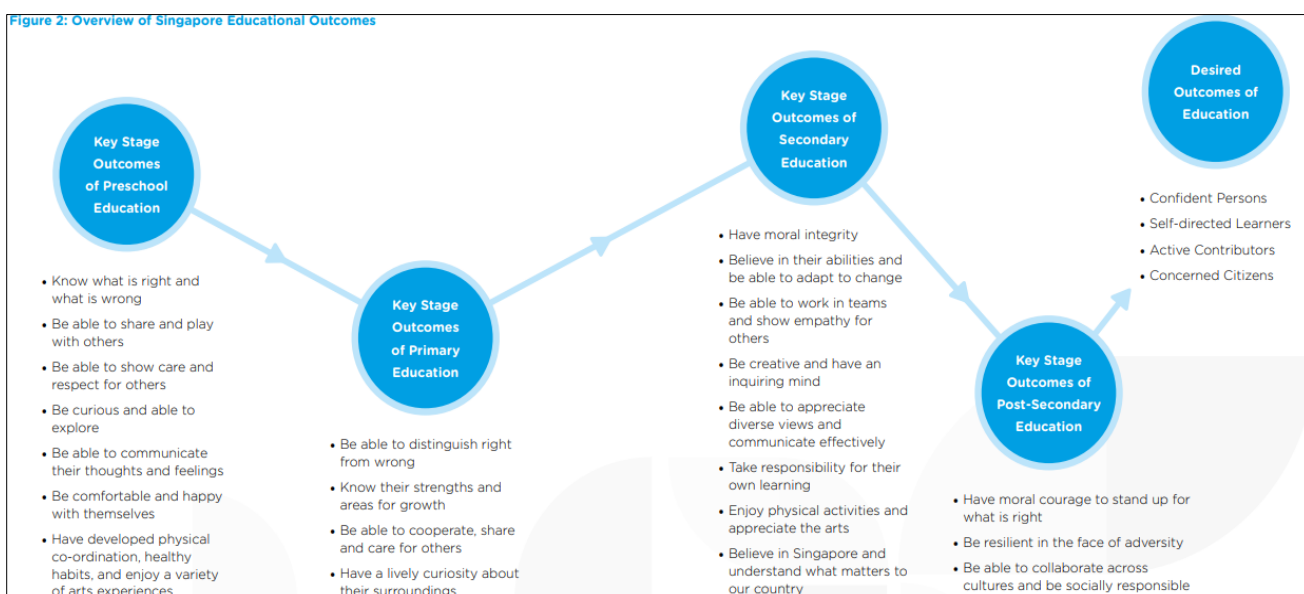 Figure 2: Overview of Singapore Educational Outcomes
Key Stage
Outcomes
of Preschool
Education
• Know what is right and
what is wrong
• Be able to share and play
with others
• Be able to show care and
respect for others
• Be curious and able to
explore
• Be able to communicate
their thoughts and feelings
• Be comfortable and happy
with themselves
• Have developed physical
co-ordination, healthy
habits, and enjoy a variety
of arts experiences
Key Stage
Outcomes
of Primary
Education
• Be able to distinguish right
from wrong
• Know their strengths and
areas for growth
• Be able to cooperate, share
and care for others
• Have a lively curiosity about
their surroundings
Key Stage
Outcomes of
Secondary
Education
• Have moral integrity
• Believe in their abilities and
be able to adapt to change
• Be able to work in teams
and show empathy for
others
• Be creative and have an
inquiring mind
• Be able to appreciate
diverse views and
communicate effectively
• Take responsibility for their
own learning
• Enjoy physical activities and
appreciate the arts
• Believe in Singapore and
understand what matters to
our country
Key Stage
Outcomes of
Post-Secondary
Education
• Have moral courage to stand up for
what is right
• Be resilient in the face of adversity
• Be able to collaborate across
cultures and be socially responsible
Desired
Outcomes of
Education
• Confident Persons
• Self-directed Learners
• Active Contributors
• Concerned Citizens